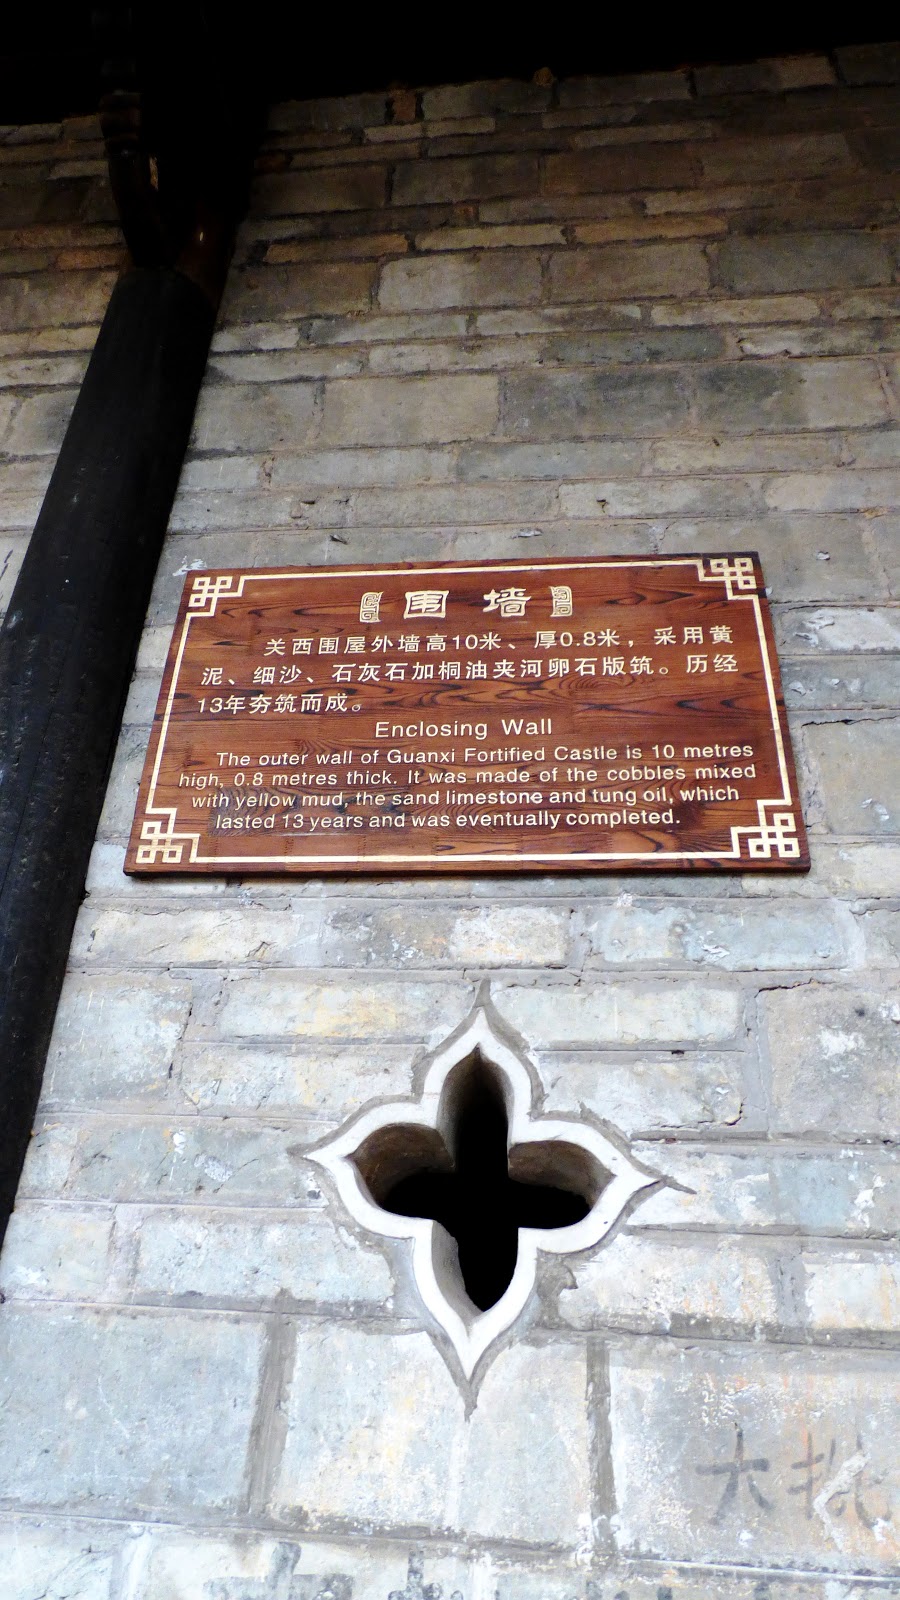 围墙
关西围屋外墙高10米、厚0.8米，采用黄
泥、细沙、石灰石加桐油夹河卵石版筑。历经
13年夯筑而成。
Enclosing Wall
The outer wall of Guanxi Fortified Castle is 10 metres
high, 0.8 metres thick. It was made of the cobbles mixed
with yellow mud, the sand limestone and tung oil, which
lasted 13 years and was eventually completed.